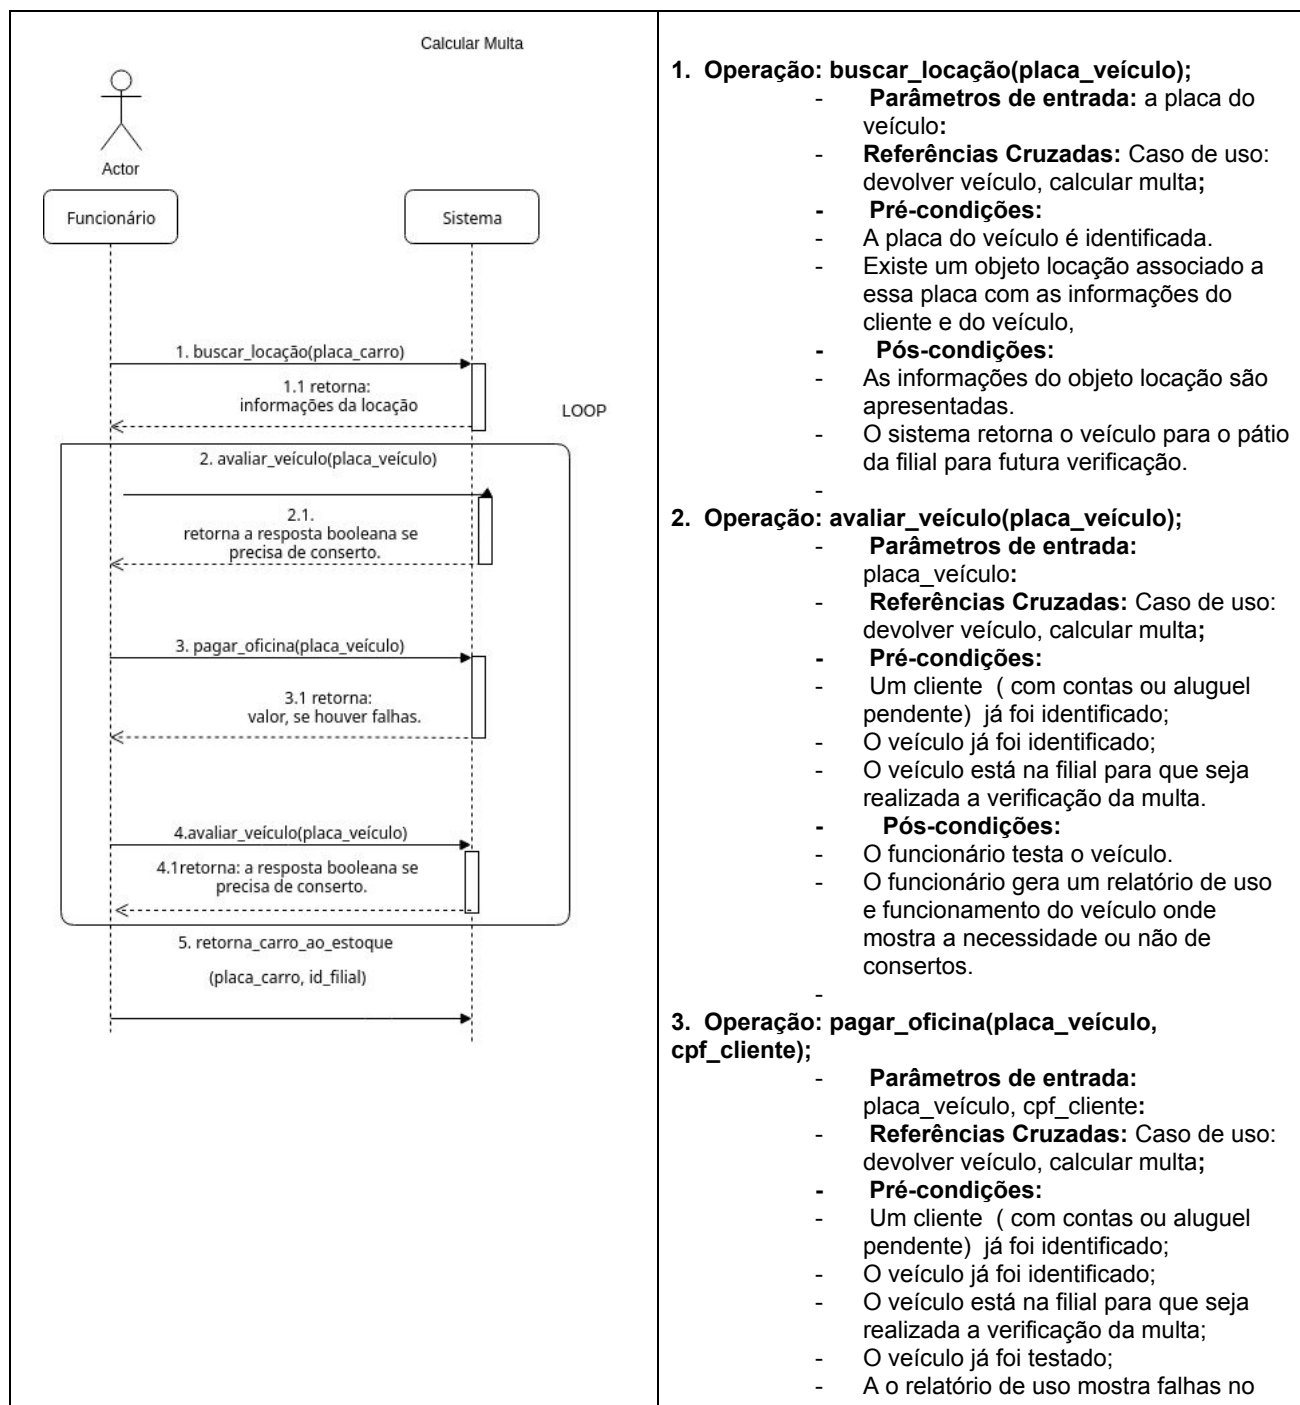 Calcular Multa
Actor
Funcionário
Sistema
1. buscar_locação(placa_carro)
1.1 retorna:
informações da locação
LOOP
2. avaliar_veículo(placa_veículo)
2.1.
retorna a resposta booleana se
precisa de conserto.
3. pagar_oficina(placa_veículo)
3.1 retorna:
valor, se houver falhas.
4.avaliar_veículo(placa_veículo)
4.1retorna: a resposta booleana se
precisa de conserto.
5. retorna_carro_ao_estoque
(placa_carro, id_filial)
1. Operação: buscar_locação(placa_veículo);
- Parâmetros de entrada: a placa do
veículo:
- Referências Cruzadas: Caso de uso:
devolver veículo, calcular multa;
- Pré-condições:
- A placa do veículo é identificada.
- Existe um objeto locação associado a
essa placa com as informações do
cliente e do veículo,
- Pós-condições:
- As informações do objeto locação são
apresentadas.
- O sistema retorna o veículo para o pátio
da filial para futura verificação.
-
2. Operação: avaliar_veículo(placa_veículo);
- Parâmetros de entrada:
placa_veículo:
- Referências Cruzadas: Caso de uso:
devolver veículo, calcular multa;
- Pré-condições:
- Um cliente ( com contas ou aluguel
pendente) já foi identificado;
- O veículo já foi identificado;
- O veículo está na filial para que seja
realizada a verificação da multa.
- Pós-condições:
- O funcionário testa o veículo.
- O funcionário gera um relatório de uso
e funcionamento do veículo onde
mostra a necessidade ou não de
consertos.
-
3. Operação: pagar_oficina(placa_veículo,
cpf_cliente);
- Parâmetros de entrada:
placa_veículo, cpf_cliente:
- Referências Cruzadas: Caso de uso:
devolver veículo, calcular multa;
- Pré-condições:
- Um cliente ( com contas ou aluguel
pendente) já foi identificado;
- O veículo já foi identificado;
- O veículo está na filial para que seja
realizada a verificação da multa;
- O veículo já foi testado;
- A o relatório de uso mostra falhas no